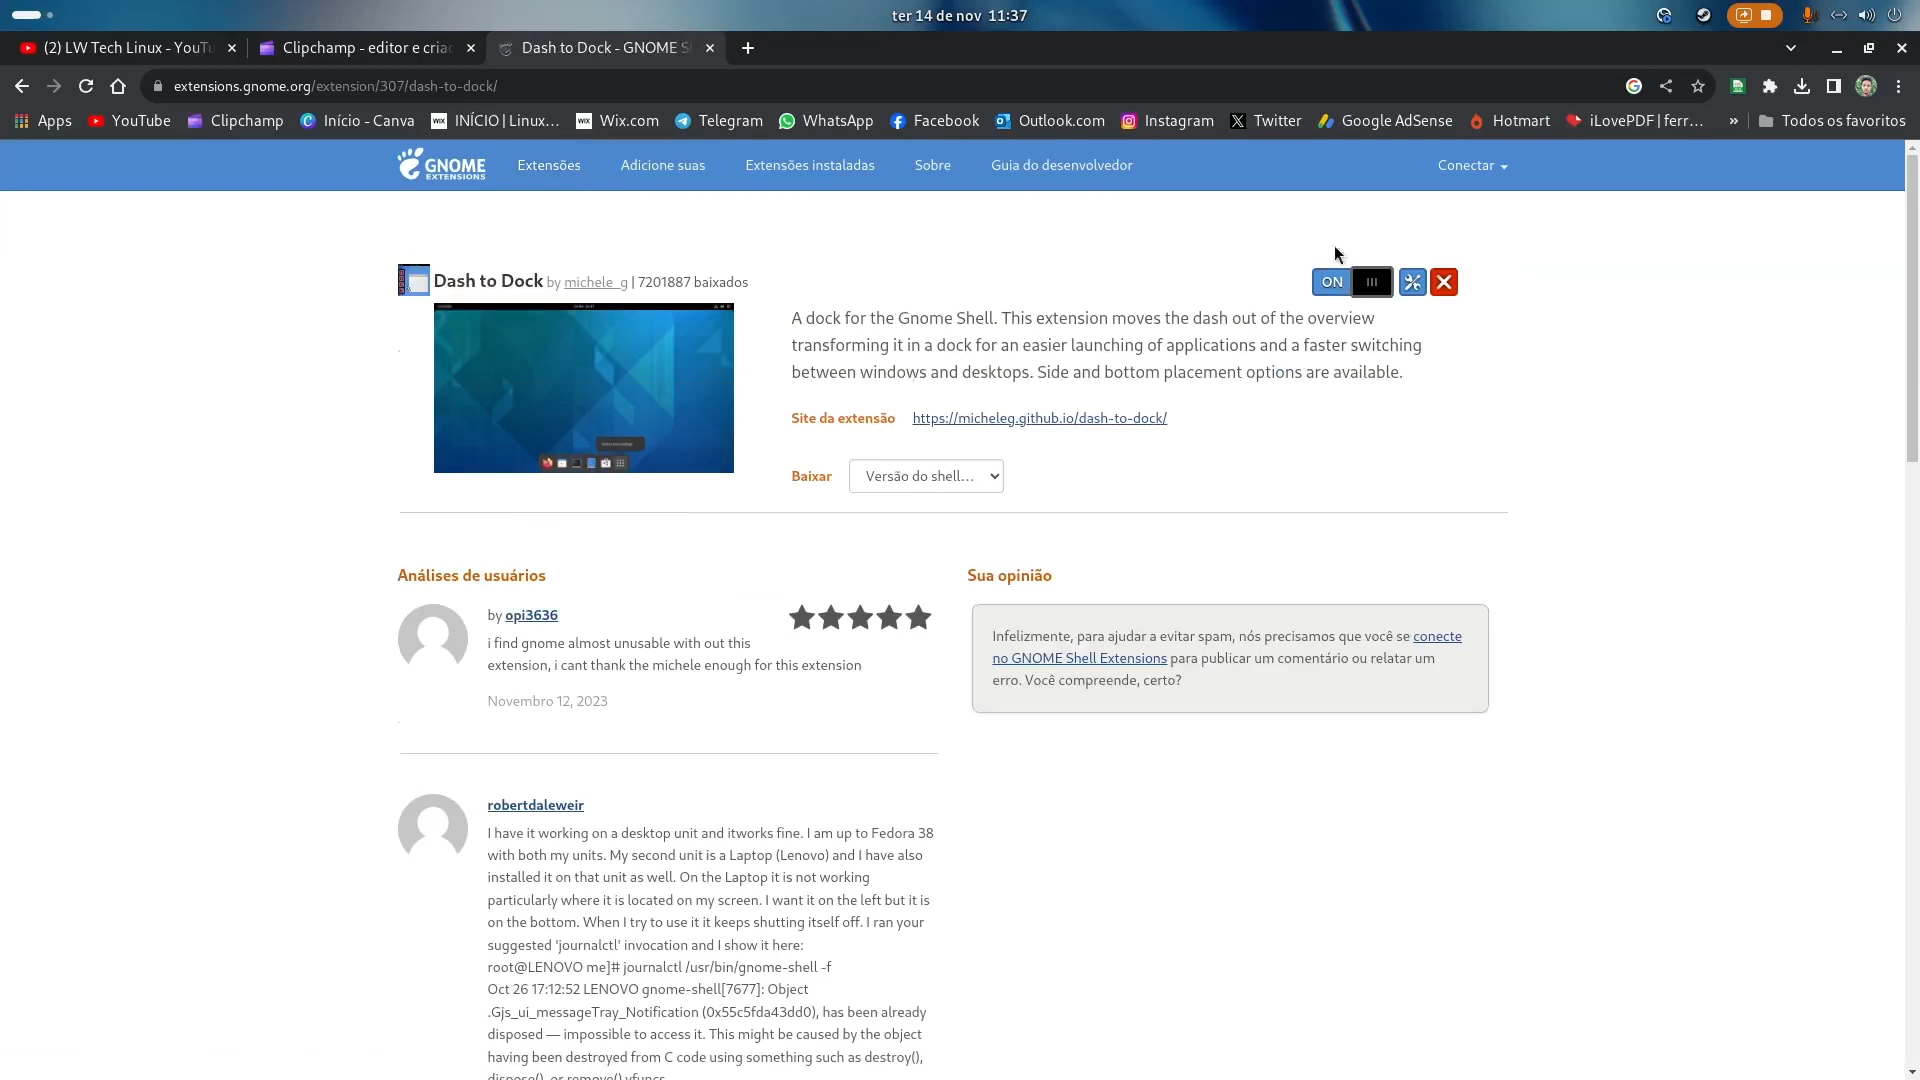 ter 14 de nov 11:37
(2) LW Tech Linux - YouTu
Clipchamp - editor e criac
Dash to Dock - GNOME S
extensions.gnome.org/extension/307/dash-to-dock/
Apps
YouTube
Clipchamp
Início - Canva
WIX INÍCIO | Linux...
WIX Wix.com
Telegram
WhatsApp
Facebook
Outlook.com
Instagram
Twitter
Google AdSense
Hotmart
iLovePDF | ferr...
»
Todos os favoritos
GNOME EXTENSIONS
Extensões
Adicione suas
Extensões instaladas
Sobre
Guia do desenvolvedor
Conectar
Dash to Dock by michele_g | 7201887 baixados
ON
A dock for the Gnome Shell. This extension moves the dash out of the overview
transforming it in a dock for an easier launching of applications and a faster switching
between windows and desktops. Side and bottom placement options are available.
Site da extensão https://micheleg.github.io/dash-to-dock/
Baixar Versão do shell...
Análises de usuários
by opi3636
i find gnome almost unusable with out this
extension, i cant thank the michele enough for this extension
Novembro 12, 2023
robertdaleweir
I have it working on a desktop unit and itworks fine. I am up to Fedora 38
with both my units. My second unit is a Laptop (Lenovo) and I have also
installed it on that unit as well. On the Laptop it is not working
particularly where it is located on my screen. I want it on the left but it is
on the bottom. When I try to use it it keeps shutting itself off. I ran your
suggested 'journalctl' invocation and I show it here:
root@LENOVO me]# journalctl /usr/bin/gnome-shell -f
Oct 26 17:12:52 LENOVO gnome-shell[7677]: Object
.Gjs_ui_messageTray_Notification (0x55c5fda43dd0), has been already
disposed — impossible to access it. This might be caused by the object
having been destroyed from C code using something such as destroy(),
dispose(), or remove() vfuncs.
Sua opinião
Infelizmente, para ajudar a evitar spam, nós precisamos que você se conecte
no GNOME Shell Extensions para publicar um comentário ou relatar um
erro. Você compreende, certo?